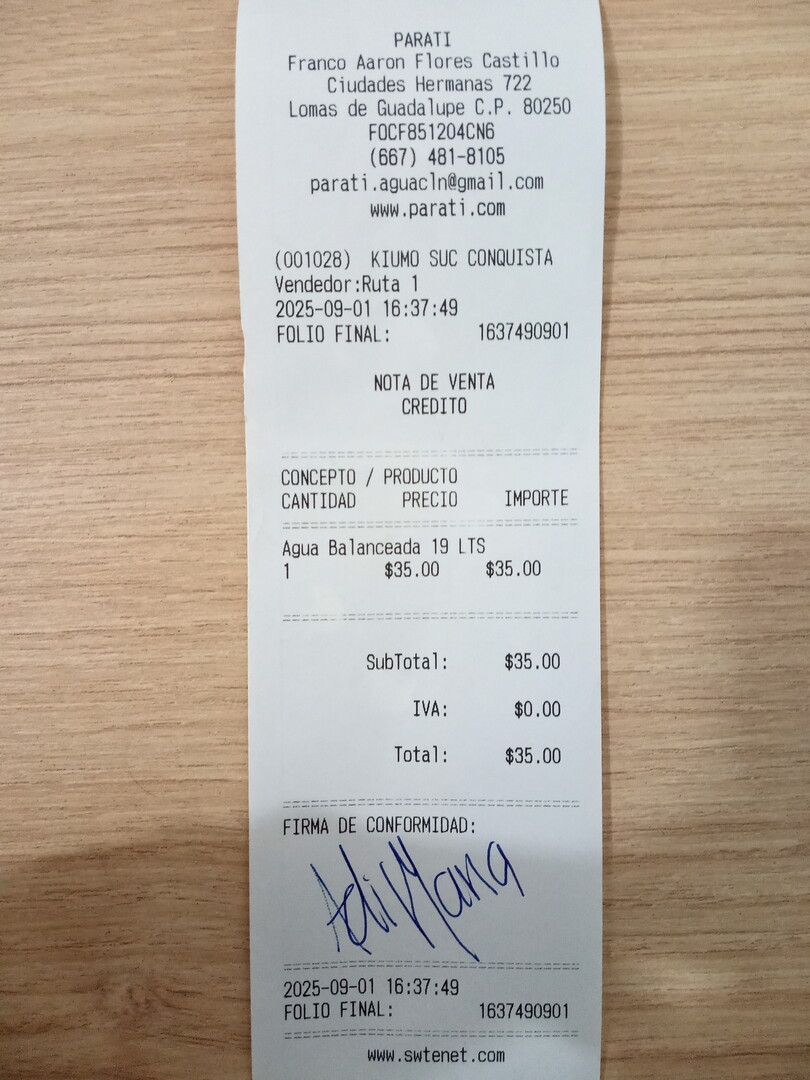 PARATI
Franco Aaron Flores Castillo
Ciudades Hermanas 722
Lomas de Guadalupe C.P. 80250
FOCF851204CN6
(667) 481-8105
parati.aguacln@gmail.com
www.parati.com
(001028) KIUMO SUC CONQUISTA
Vendedor:Ruta 1
2025-09-01 16:37:49
FOLIO FINAL: 1637490901
NOTA DE VENTA
CREDITO
CONCEPTO / PRODUCTO
CANTIDAD PRECIO IMPORTE
Agua Balanceada 19 LTS
1 $35.00 $35.00
SubTotal: $35.00
IVA: $0.00
Total: $35.00
FIRMA DE CONFORMIDAD:
2025-09-01 16:37:49
FOLIO FINAL: 1637490901
www.swtenet.com